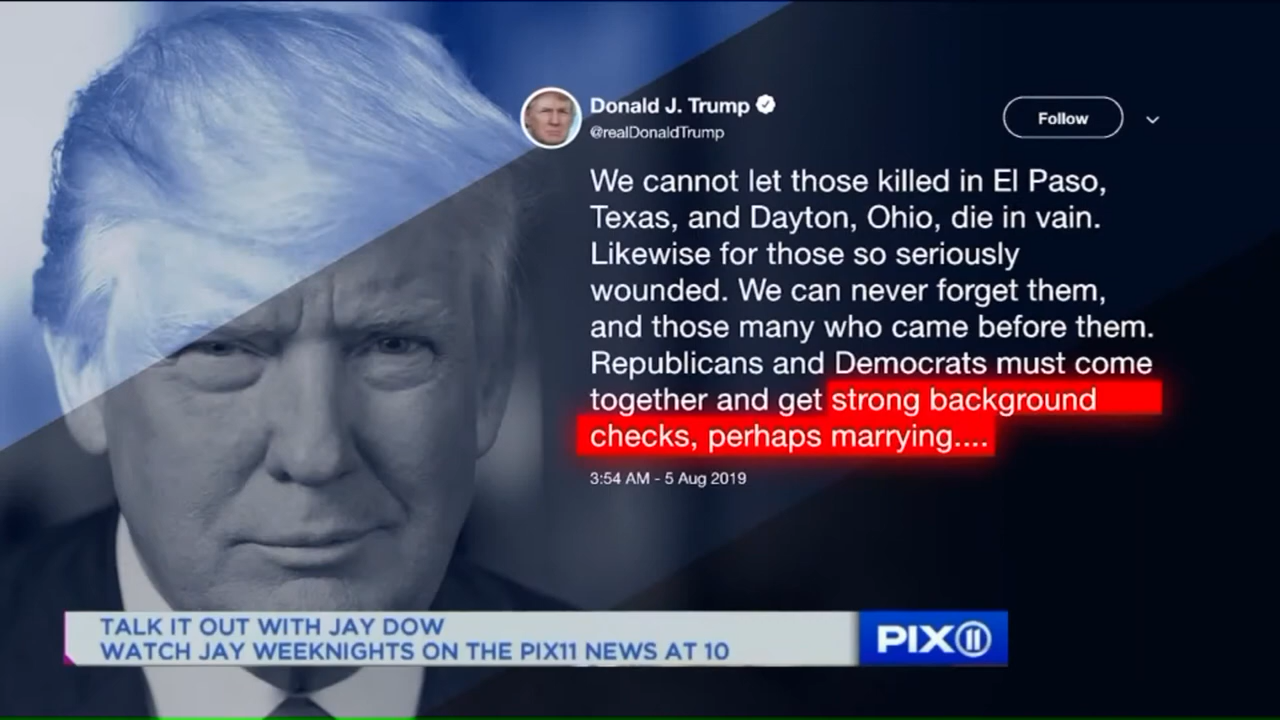 Donald J. Trump
@realDonaldTrump
Follow
We cannot let those killed in El Paso,
Texas, and Dayton, Ohio, die in vain.
Likewise for those so seriously
wounded. We can never forget them,
and those many who came before them.
Republicans and Democrats must come
together and get strong background
checks, perhaps marrying....
3:54 AM - 5 Aug 2019
TALK IT OUT WITH JAY DOW
WATCH JAY WEEKNIGHTS ON THE PIX11 NEWS AT 10
PIX11